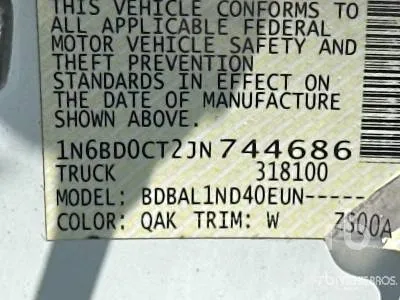 THIS VEHICLE CONFORMS TO
ALL APPLICABLE FEDERAL
MOTOR VEHICLE SAFETY AND
THEFT PREVENTION
STANDARDS IN EFFECT ON
THE DATE OF MANUFACTURE
SHOWN ABOVE.
1N6BD0CT2JN744686
TRUCK 318100
MODEL: BDBAL1ND40EUN-----
COLOR: QAK TRIM: W ZS00A